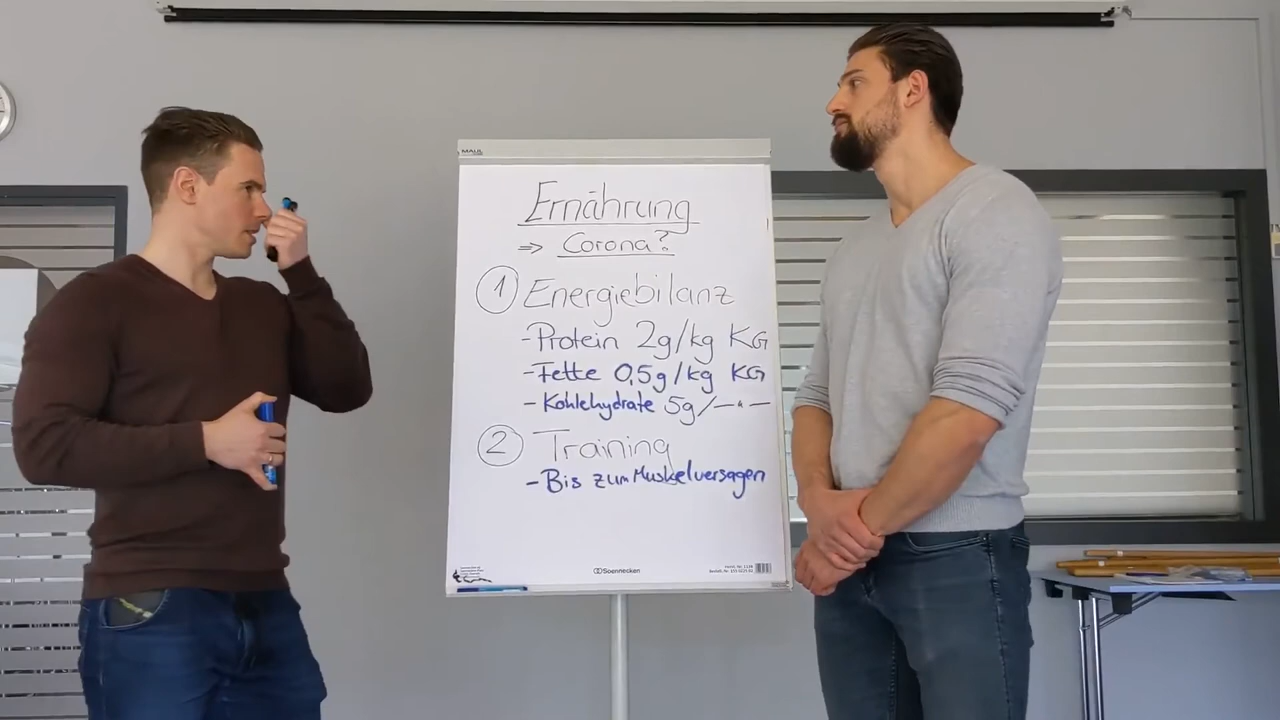 MAUL
Ernährung
⇒ Corona?
① Energiebilanz
- Protein 2g/kg KG
- Fette 0,5g/kg KG
- Kohlehydrate 5g/—"—
② Training
- Bis zum Muskelversagen
Soennecken